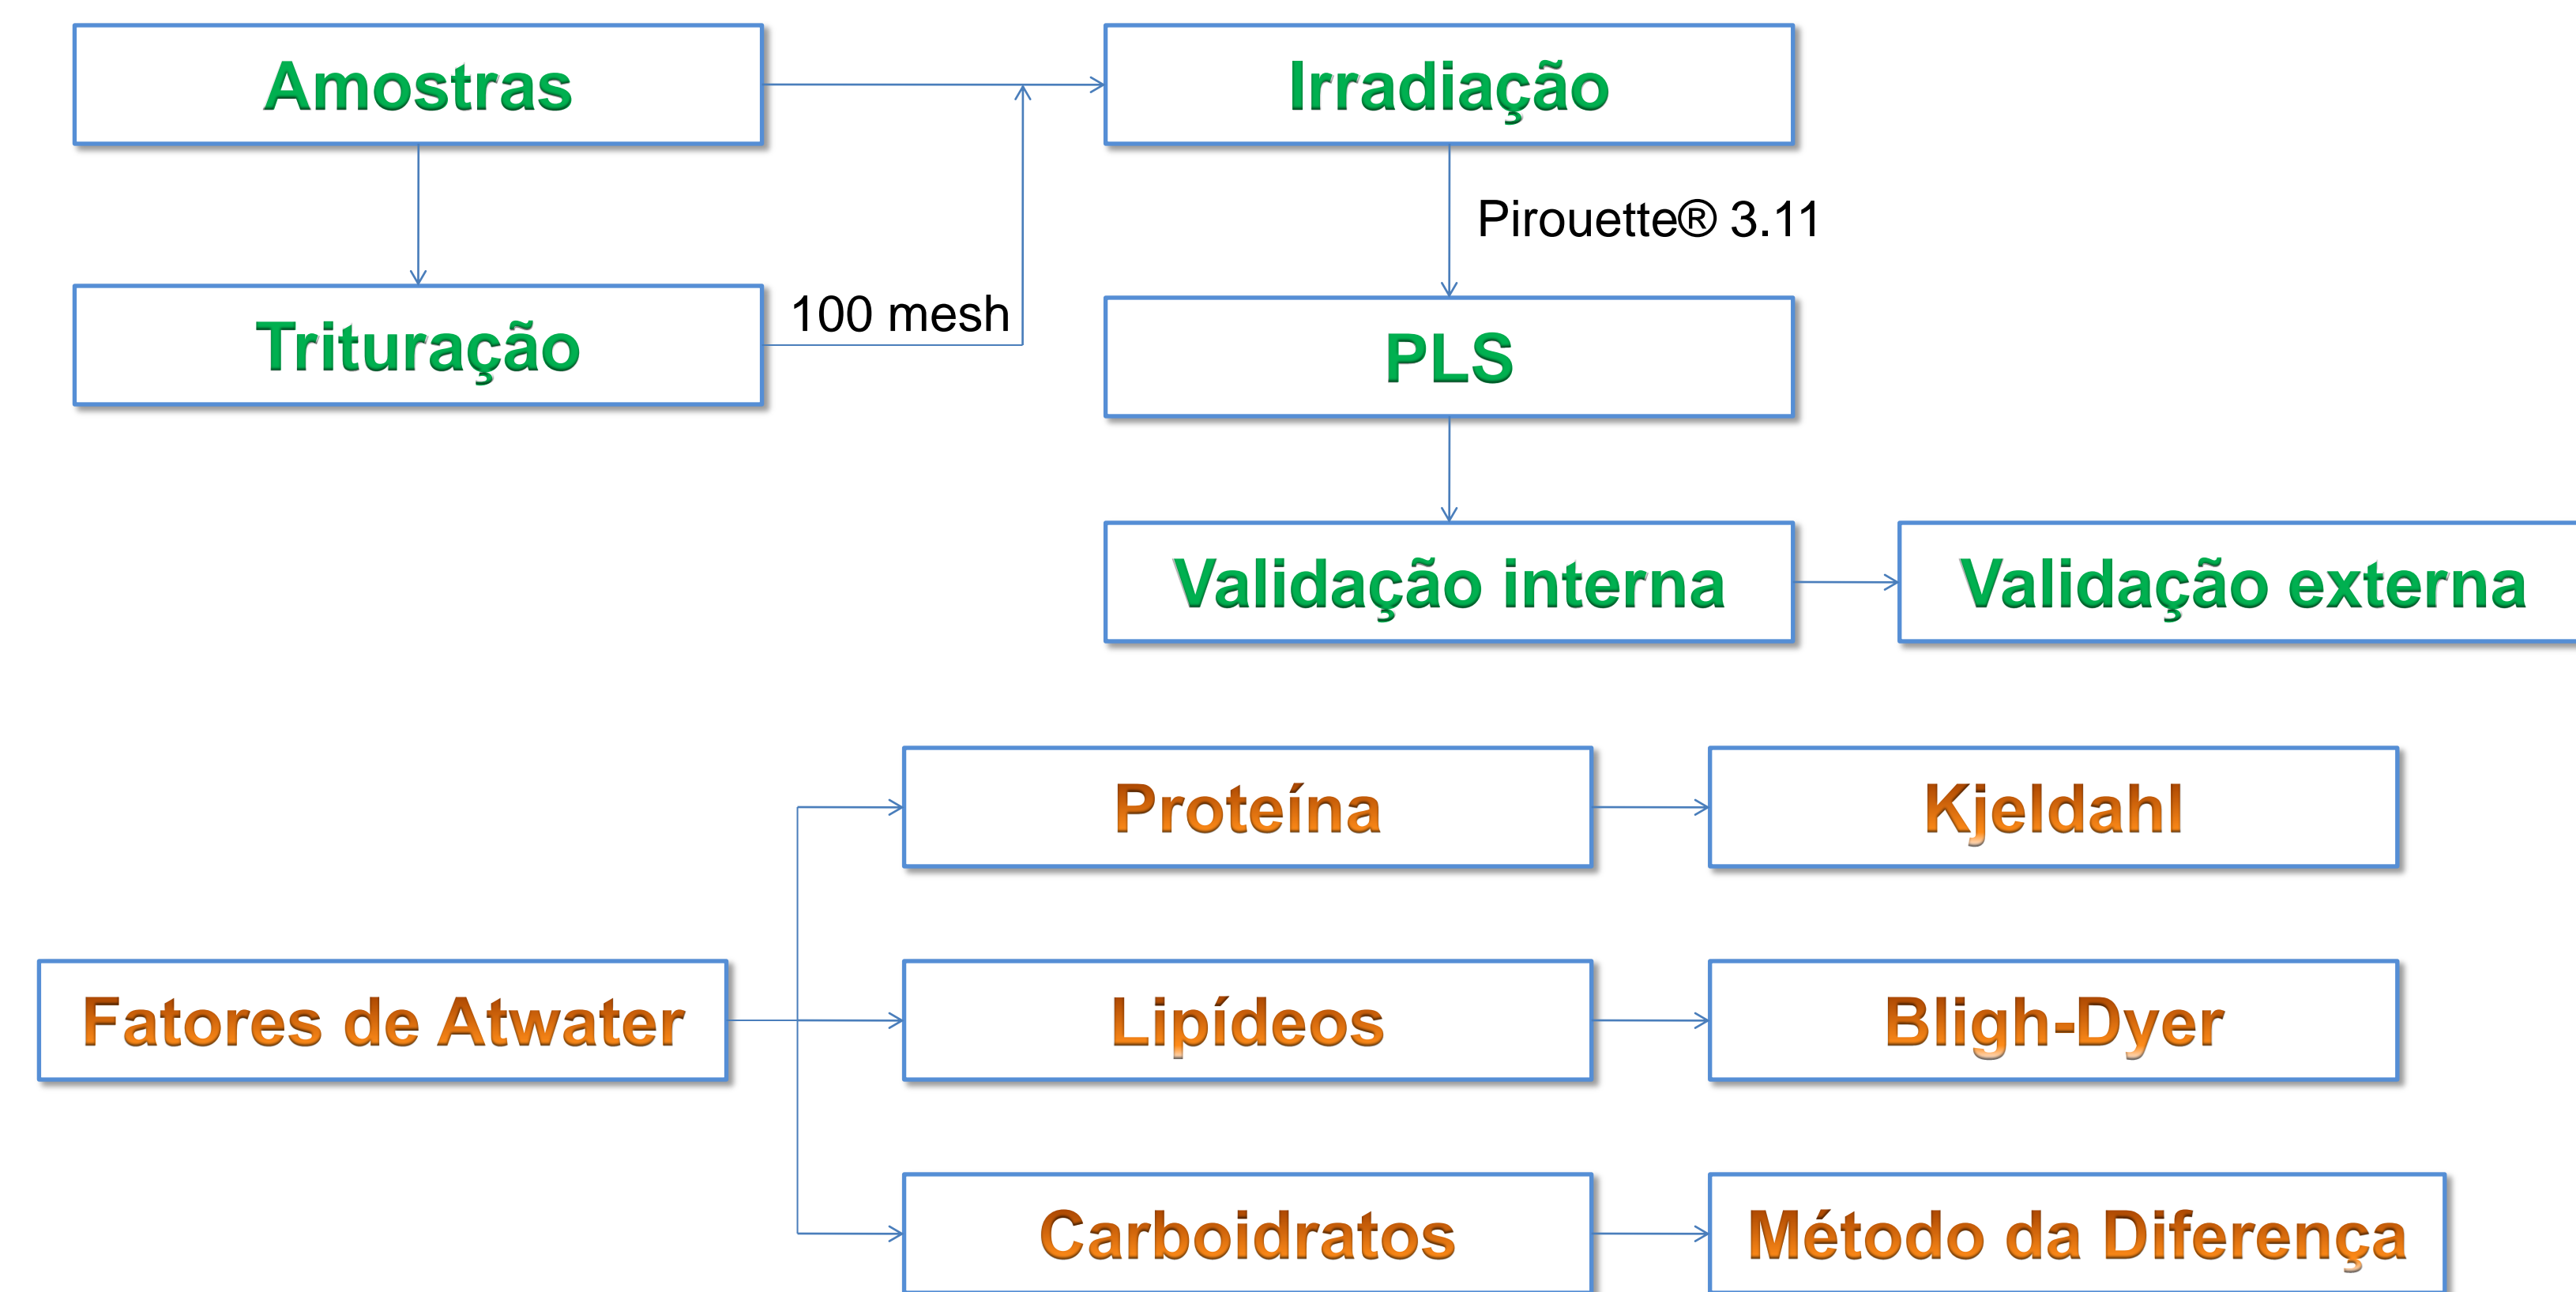 Amostras
Irradiação
Pirouette® 3.11
Trituração
100 mesh
PLS
Validação interna
Validação externa
Proteína
Kjeldahl
Fatores de Atwater
Lipídeos
Bligh-Dyer
Carboidratos
Método da Diferença